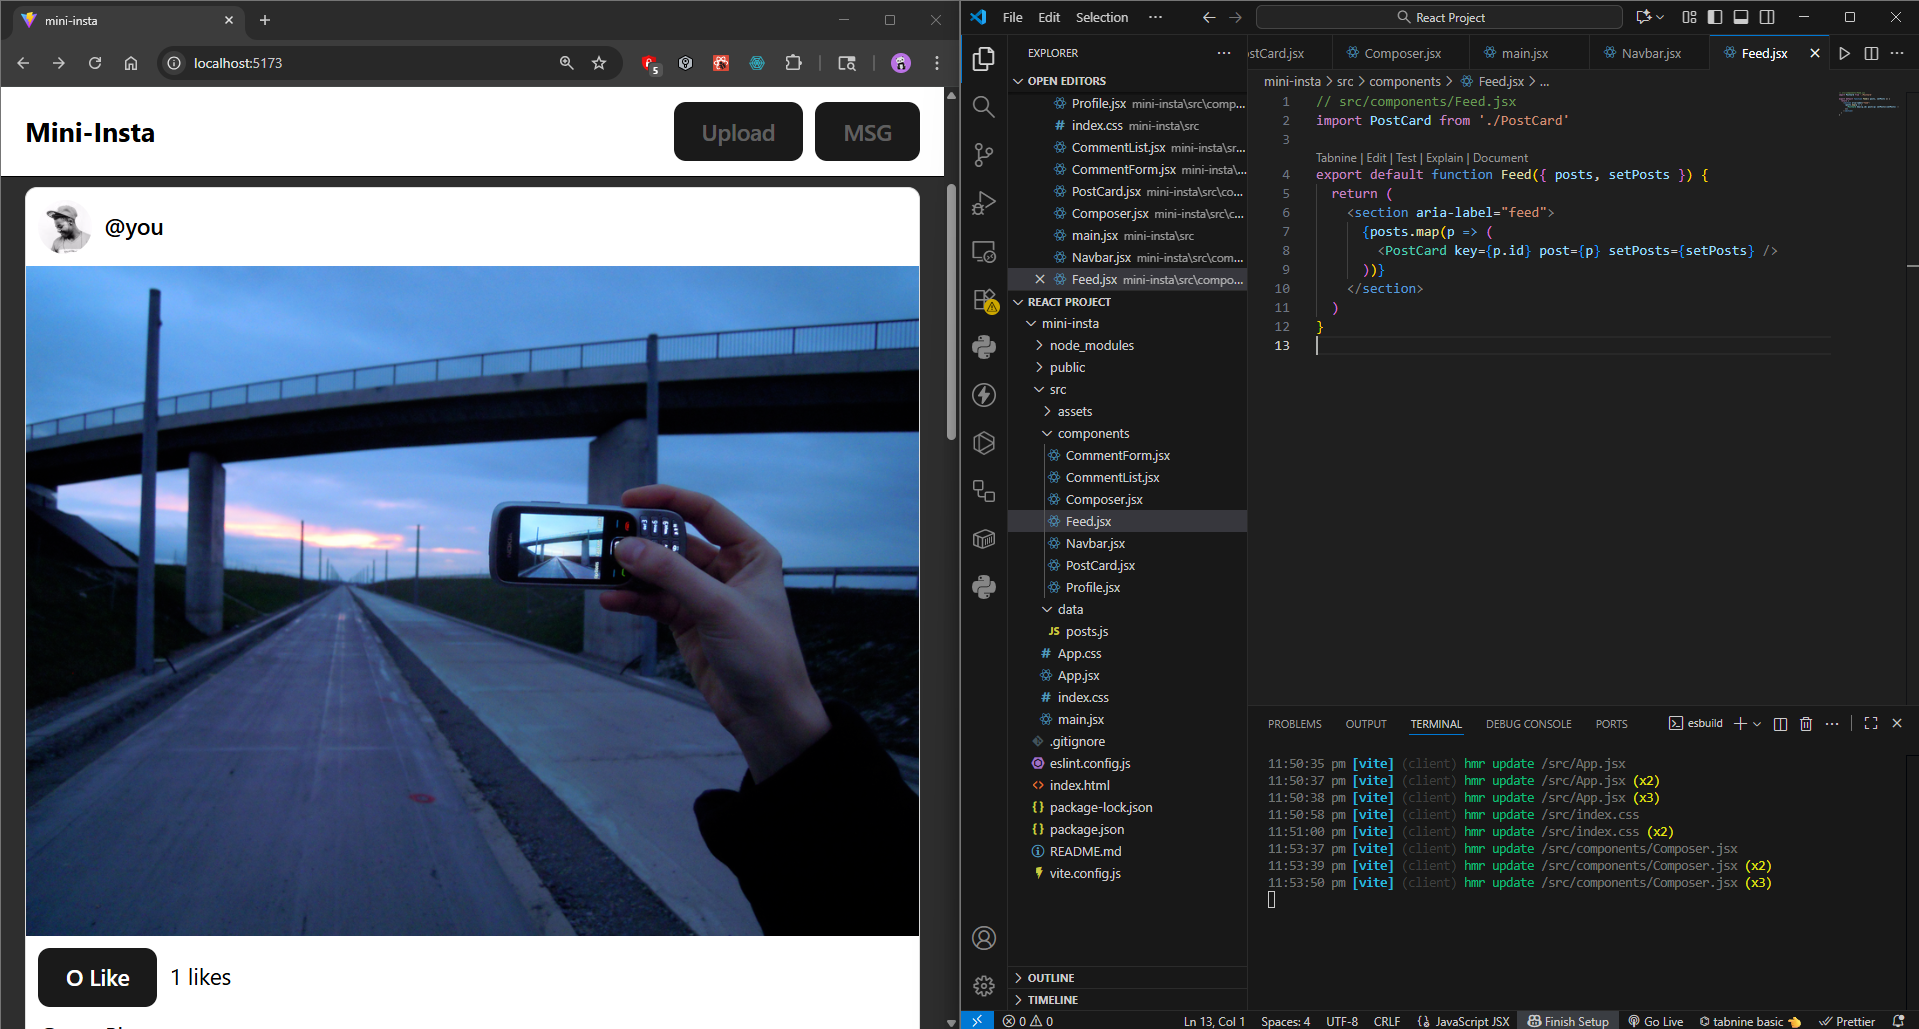 mini-insta
localhost:5173
5
Mini-Insta
Upload
MSG
@you
O Like
1 likes
File Edit Selection ···
React Project
EXPLORER
OPEN EDITORS
Profile.jsx mini-insta\src\comp...
index.css mini-insta\src
CommentList.jsx mini-insta\sr...
CommentForm.jsx mini-insta\...
PostCard.jsx mini-insta\src\co...
Composer.jsx mini-insta\src\c...
main.jsx mini-insta\src
Navbar.jsx mini-insta\src\com...
Feed.jsx mini-insta\src\compo...
REACT PROJECT
mini-insta
node_modules
public
src
assets
components
CommentForm.jsx
CommentList.jsx
Composer.jsx
Feed.jsx
Navbar.jsx
PostCard.jsx
Profile.jsx
data
JS posts.js
# App.css
App.jsx
# index.css
main.jsx
.gitignore
eslint.config.js
<> index.html
{} package-lock.json
{} package.json
README.md
vite.config.js
OUTLINE
TIMELINE
ostCard.jsx Composer.jsx main.jsx Navbar.jsx Feed.jsx
mini-insta > src > components > Feed.jsx > ...
1 // src/components/Feed.jsx
2 import PostCard from './PostCard'
3
Tabnine | Edit | Test | Explain | Document
4 export default function Feed({ posts, setPosts }) {
5 return (
6 <section aria-label="feed">
7 {posts.map(p => (
8 <PostCard key={p.id} post={p} setPosts={setPosts} />
9 ))}
10 </section>
11 )
12 }
13
PROBLEMS OUTPUT TERMINAL DEBUG CONSOLE PORTS
esbuild
11:50:35 pm [vite] (client) hmr update /src/App.jsx
11:50:37 pm [vite] (client) hmr update /src/App.jsx (x2)
11:50:38 pm [vite] (client) hmr update /src/App.jsx (x3)
11:50:58 pm [vite] (client) hmr update /src/index.css
11:51:00 pm [vite] (client) hmr update /src/index.css (x2)
11:53:37 pm [vite] (client) hmr update /src/components/Composer.jsx
11:53:39 pm [vite] (client) hmr update /src/components/Composer.jsx (x2)
11:53:50 pm [vite] (client) hmr update /src/components/Composer.jsx (x3)
0 0
Ln 13, Col 1 Spaces: 4 UTF-8 CRLF {} JavaScript JSX Finish Setup Go Live tabnine basic 👈 Prettier